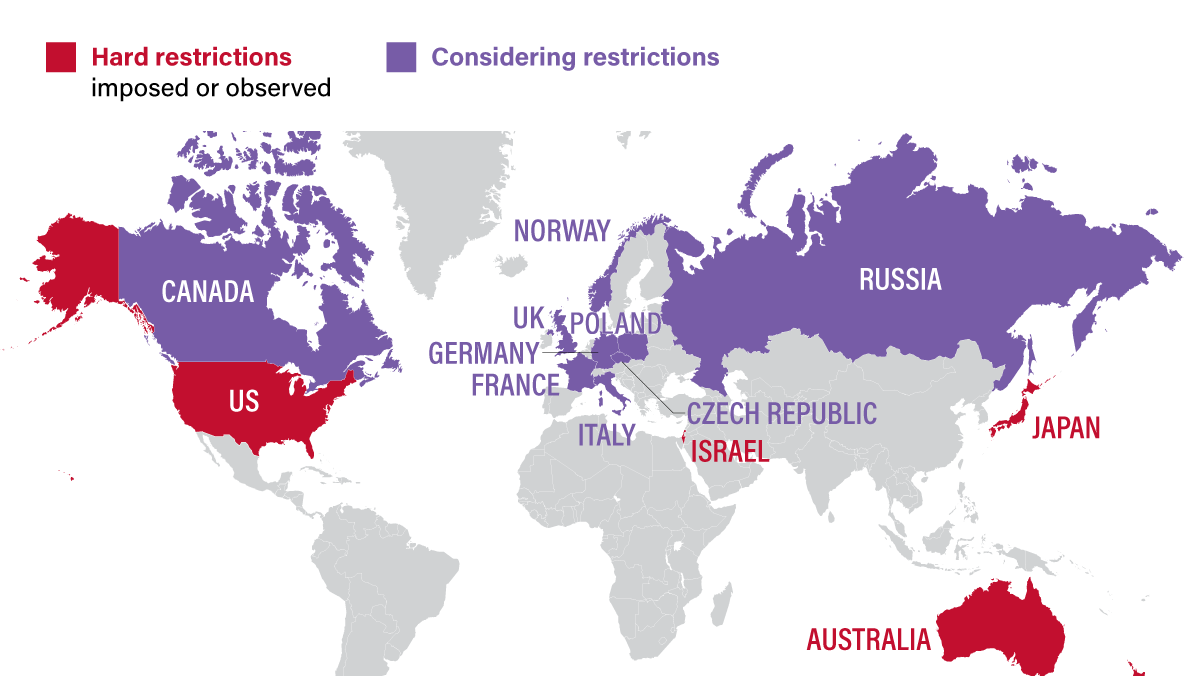 Hard restrictions
imposed or observed
Considering restrictions
NORWAY
CANADA
RUSSIA
UK
POLAND
GERMANY
FRANCE
US
CZECH REPUBLIC
ITALY
JAPAN
ISRAEL
AUSTRALIA